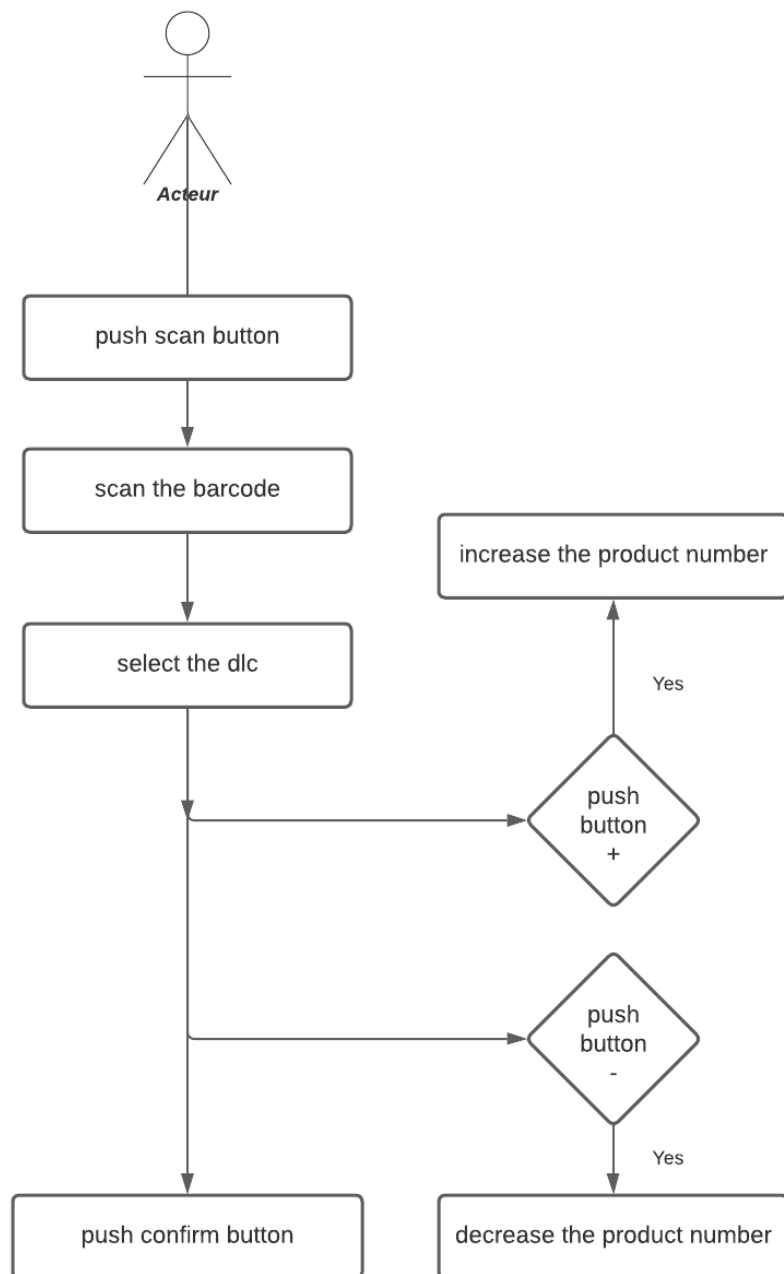 Acteur
push scan button
scan the barcode
increase the product number
select the dlc
Yes
push
button
+
push
button
-
Yes
push confirm button
decrease the product number